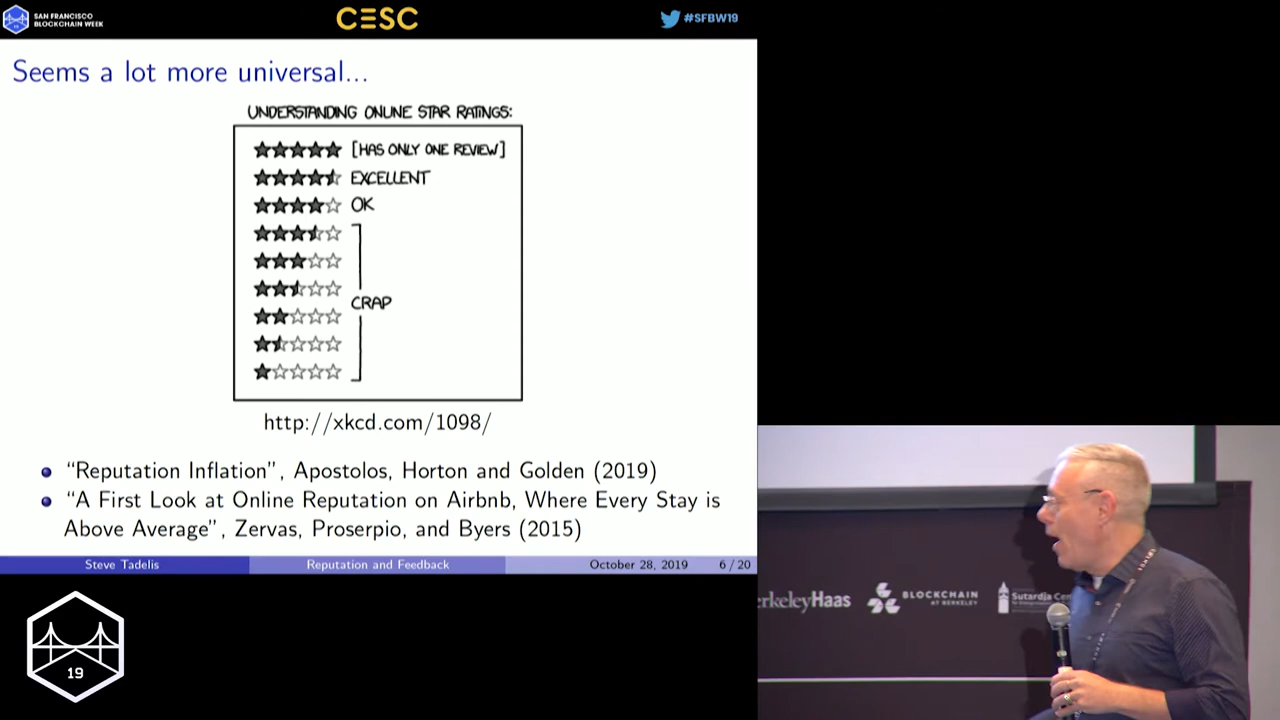 SAN FRANCISCO
BLOCKCHAIN WEEK
19
CESC
#SFBW19
Seems a lot more universal...
UNDERSTANDING ONLINE STAR RATINGS:
[HAS ONLY ONE REVIEW]
EXCELLENT
OK
CRAP
http://xkcd.com/1098/
"Reputation Inflation", Apostolos, Horton and Golden (2019)
"A First Look at Online Reputation on Airbnb, Where Every Stay is
Above Average", Zervas, Proserpio, and Byers (2015)
Steve Tadelis Reputation and Feedback October 28, 2019 6 / 20
19
erkeleyHaas
BLOCKCHAIN
AT BERKELEY
Sutardja Cen